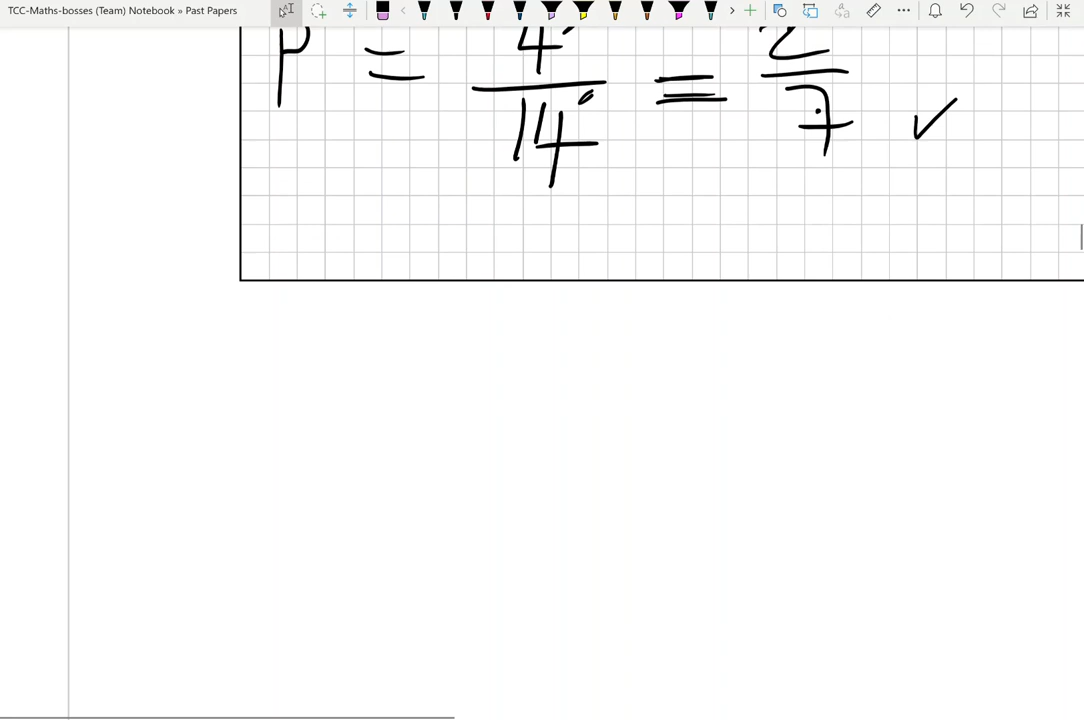 TCC-Maths-bosses (Team) Notebook » Past Papers
P = 4/14 = 2/7 ✓